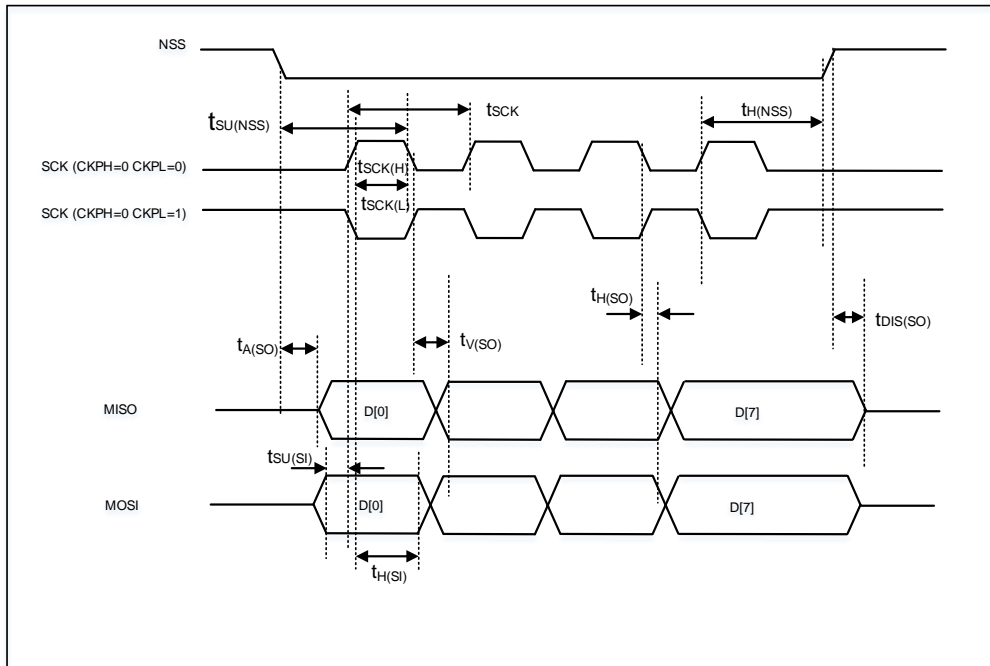 NSS
tSCK
tH(NSS)
tSU(NSS)
SCK (CKPH=0 CKPL=0)
tSCK(H)
tSCK(L)
SCK (CKPH=0 CKPL=1)
tH(SO)
tDIS(SO)
tV(SO)
tA(SO)
MISO
D[0]
D[7]
tSU(SI)
MOSI
D[0]
D[7]
tH(SI)